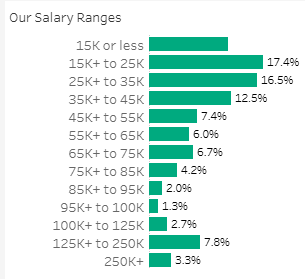 Our Salary Ranges
15K or less
15K+ to 25K 17.4%
25K+ to 35K 16.5%
35K+ to 45K 12.5%
45K+ to 55K 7.4%
55K+ to 65K 6.0%
65K+ to 75K 6.7%
75K+ to 85K 4.2%
85K+ to 95K 2.0%
95K+ to 100K 1.3%
100K+ to 125K 2.7%
125K+ to 250K 7.8%
250K+ 3.3%